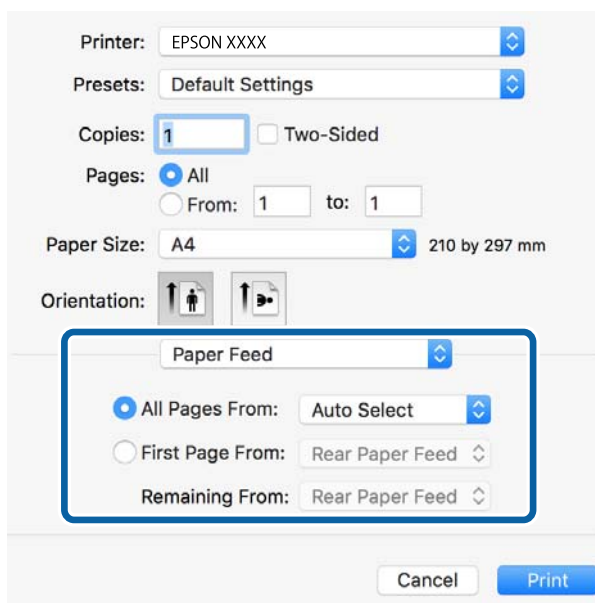 Printer: EPSON XXXX
Presets: Default Settings
Copies: 1 Two-Sided
Pages: All
From: 1 to: 1
Paper Size: A4 210 by 297 mm
Orientation:
Paper Feed
All Pages From: Auto Select
First Page From: Rear Paper Feed
Remaining From: Rear Paper Feed
Cancel Print